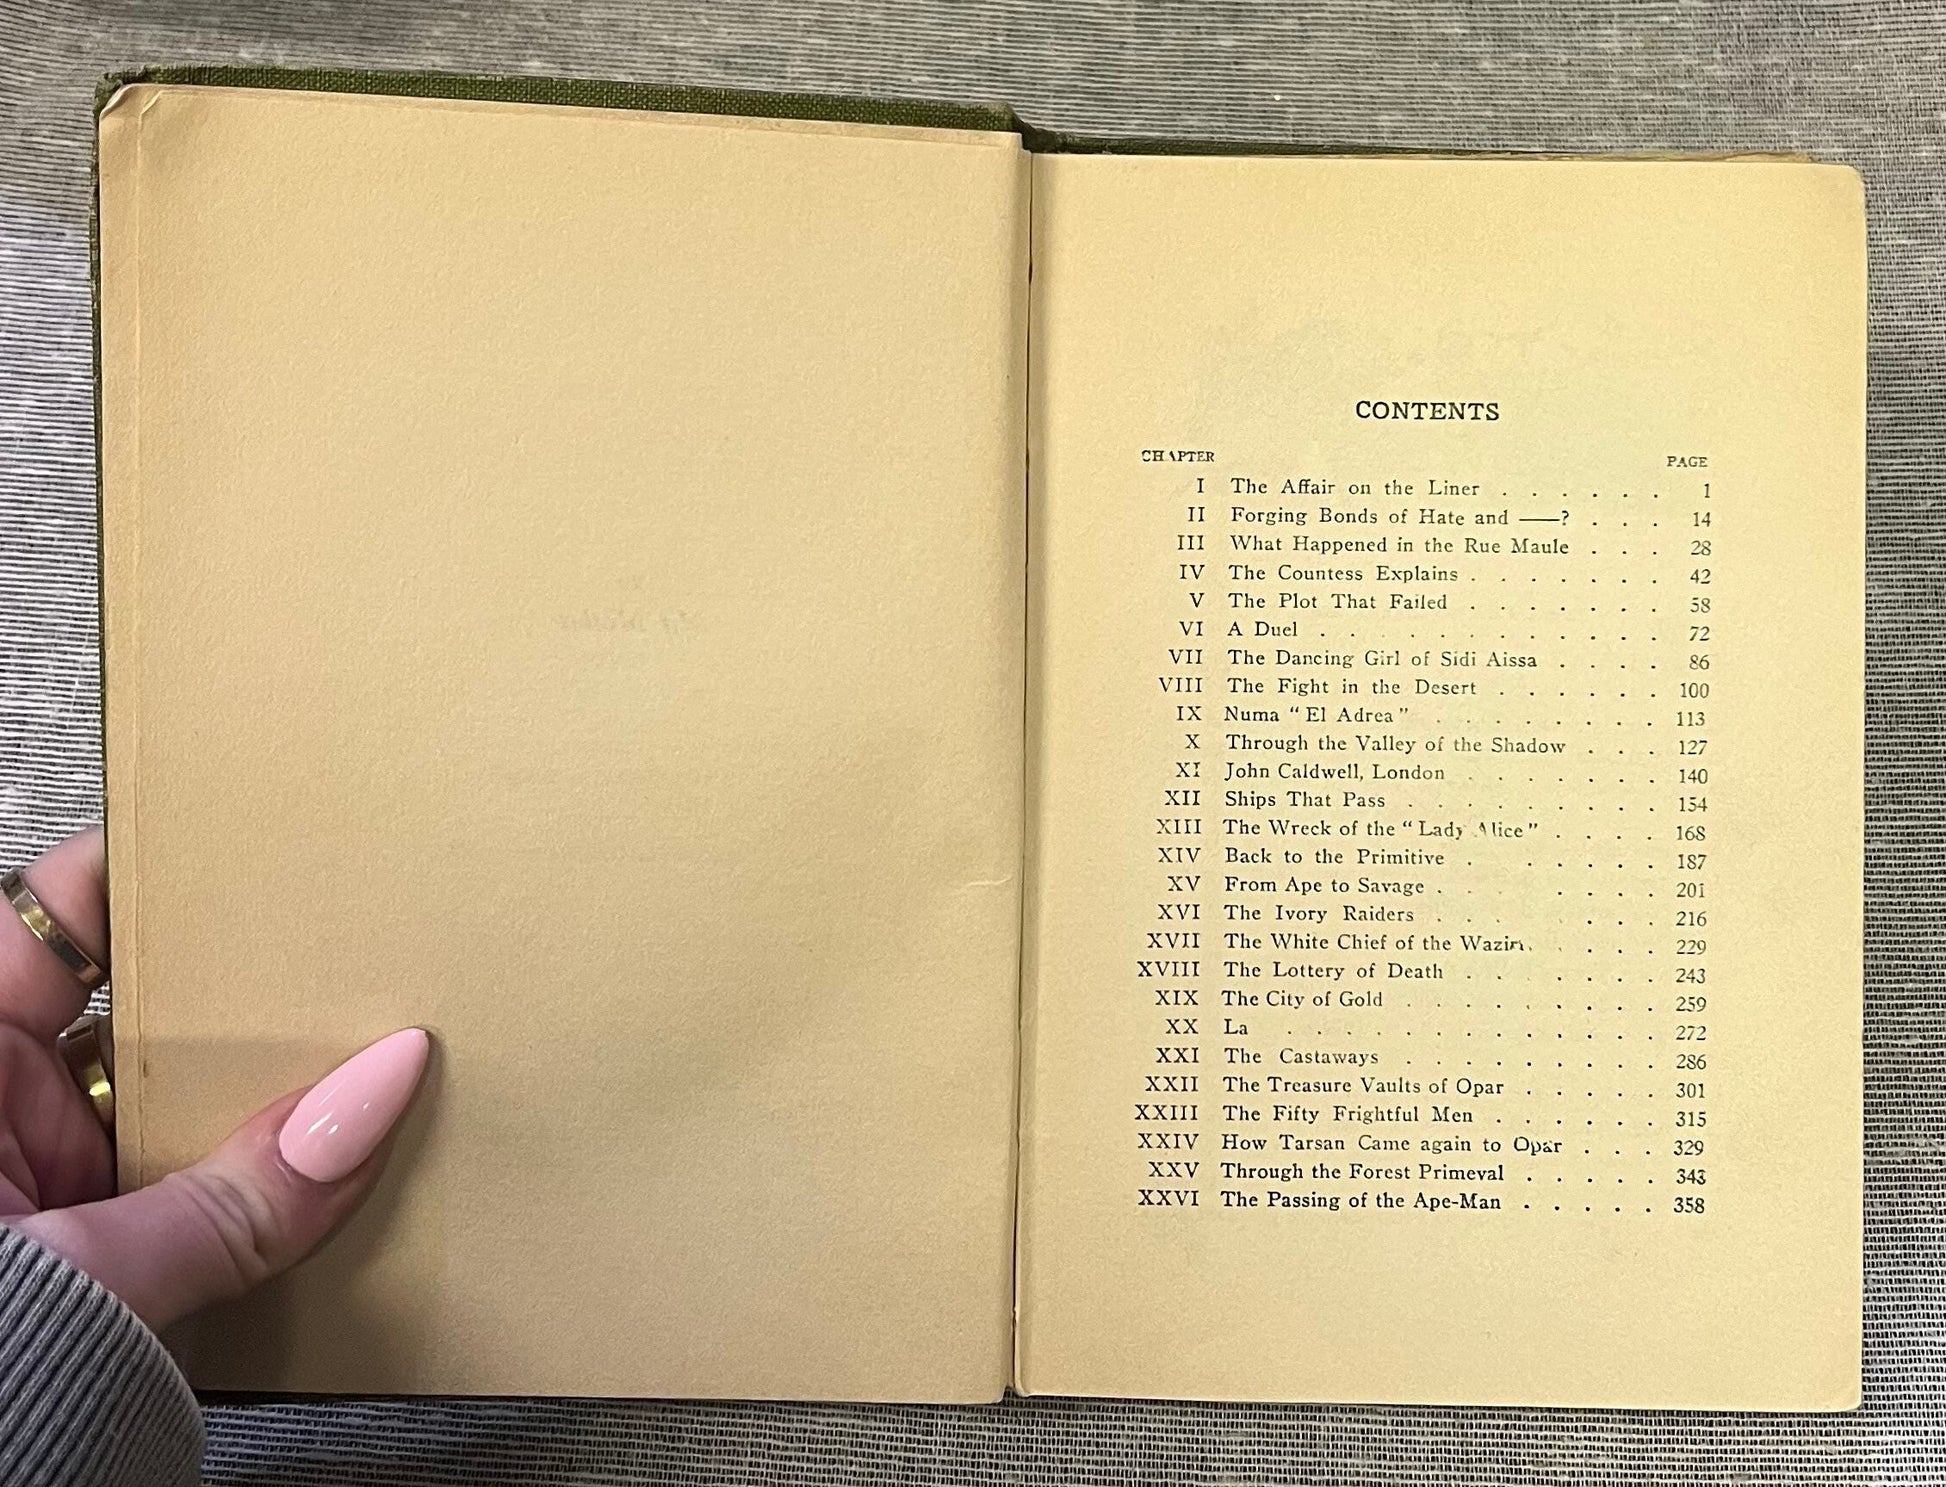 CONTENTS
CHAPTER PAGE
I The Affair on the Liner . . . . . . 1
II Forging Bonds of Hate and ——? . . . 14
III What Happened in the Rue Maule . . . 28
IV The Countess Explains . . . . . . . 42
V The Plot That Failed . . . . . . . 58
VI A Duel . . . . . . . . . . . . 72
VII The Dancing Girl of Sidi Aissa . . . . 86
VIII The Fight in the Desert . . . . . . 100
IX Numa "El Adrea" . . . . . . . . 113
X Through the Valley of the Shadow . . . 127
XI John Caldwell, London . . . . . . . 140
XII Ships That Pass . . . . . . . . . 154
XIII The Wreck of the "Lady Alice" . . . . 168
XIV Back to the Primitive . . . . . . 187
XV From Ape to Savage . . . . . . 201
XVI The Ivory Raiders . . . . . . . 216
XVII The White Chief of the Waziri . . . . 229
XVIII The Lottery of Death . . . . . . . 243
XIX The City of Gold . . . . . . . . . 259
XX La . . . . . . . . . . . . . 272
XXI The Castaways . . . . . . . . . 286
XXII The Treasure Vaults of Opar . . . . . 301
XXIII The Fifty Frightful Men . . . . . . 315
XXIV How Tarsan Came again to Opar . . . 329
XXV Through the Forest Primeval . . . . . 343
XXVI The Passing of the Ape-Man . . . . . 358